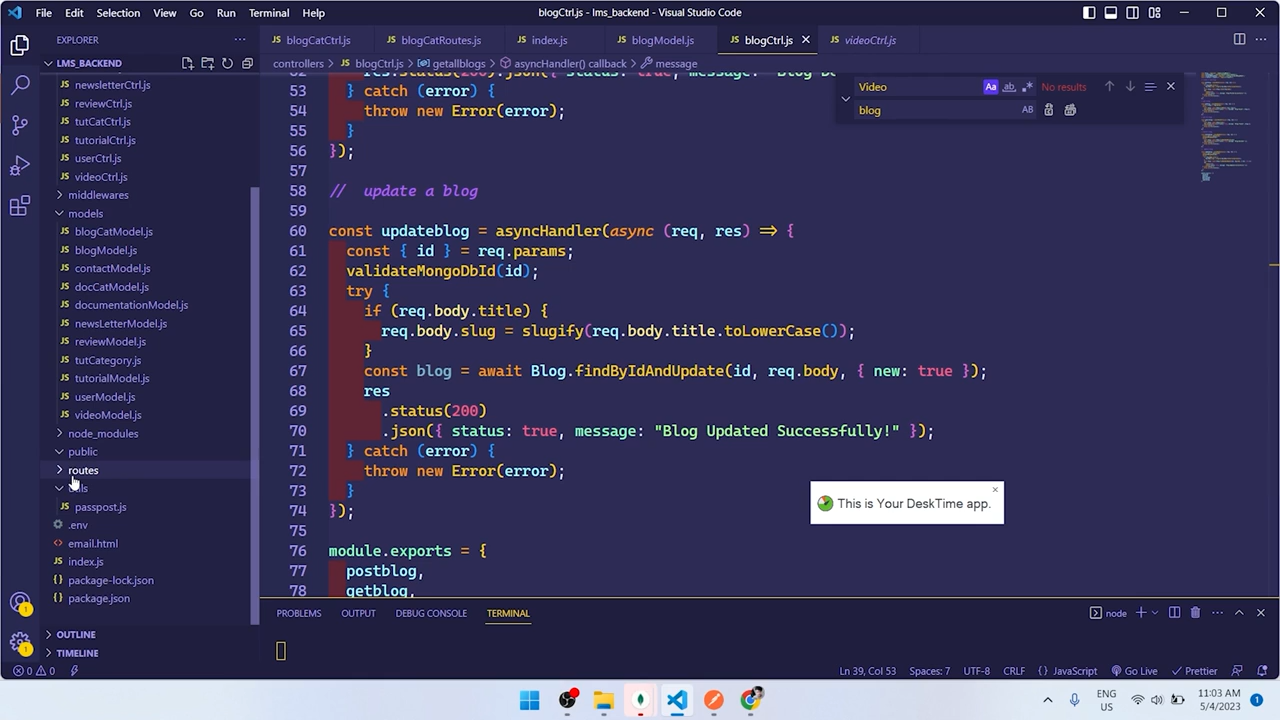 File Edit Selection View Go Run Terminal Help
blogCtrl.js - lms_backend - Visual Studio Code
EXPLORER
blogCatCtrl.js
blogCatRoutes.js
index.js
blogModel.js
blogCtrl.js
videoCtrl.js
LMS_BACKEND
controllers > blogCtrl.js > getallblogs > asyncHandler() callback > message
newsletterCtrl.js
reviewCtrl.js
tutCatCtrl.js
tutorialCtrl.js
userCtrl.js
videoCtrl.js
middlewares
models
blogCatModel.js
blogModel.js
contactModel.js
docCatModel.js
documentationModel.js
newsLetterModel.js
reviewModel.js
tutCategory.js
tutorialModel.js
userModel.js
videoModel.js
node_modules
public
routes
passpost.js
.env
email.html
index.js
package-lock.json
package.json
OUTLINE
TIMELINE
Video
Aa ab No results
blog
AB
53 } catch (error) {
54 throw new Error(error);
55 }
56 });
57
58 // update a blog
59
60 const updateblog = asyncHandler(async (req, res) => {
61 const { id } = req.params;
62 validateMongoDbId(id);
63 try {
64 if (req.body.title) {
65 req.body.slug = slugify(req.body.title.toLowerCase());
66 }
67 const blog = await Blog.findByIdAndUpdate(id, req.body, { new: true });
68 res
69 .status(200)
70 .json({ status: true, message: "Blog Updated Successfully!" });
71 } catch (error) {
72 throw new Error(error);
73 }
74 });
75
76 module.exports = {
77 postblog,
78 getblog,
This is Your DeskTime app.
PROBLEMS OUTPUT DEBUG CONSOLE TERMINAL
node
0 0
Ln 39, Col 53 Spaces: 7 UTF-8 CRLF JavaScript Go Live Prettier
ENG
US
11:03 AM
5/4/2023